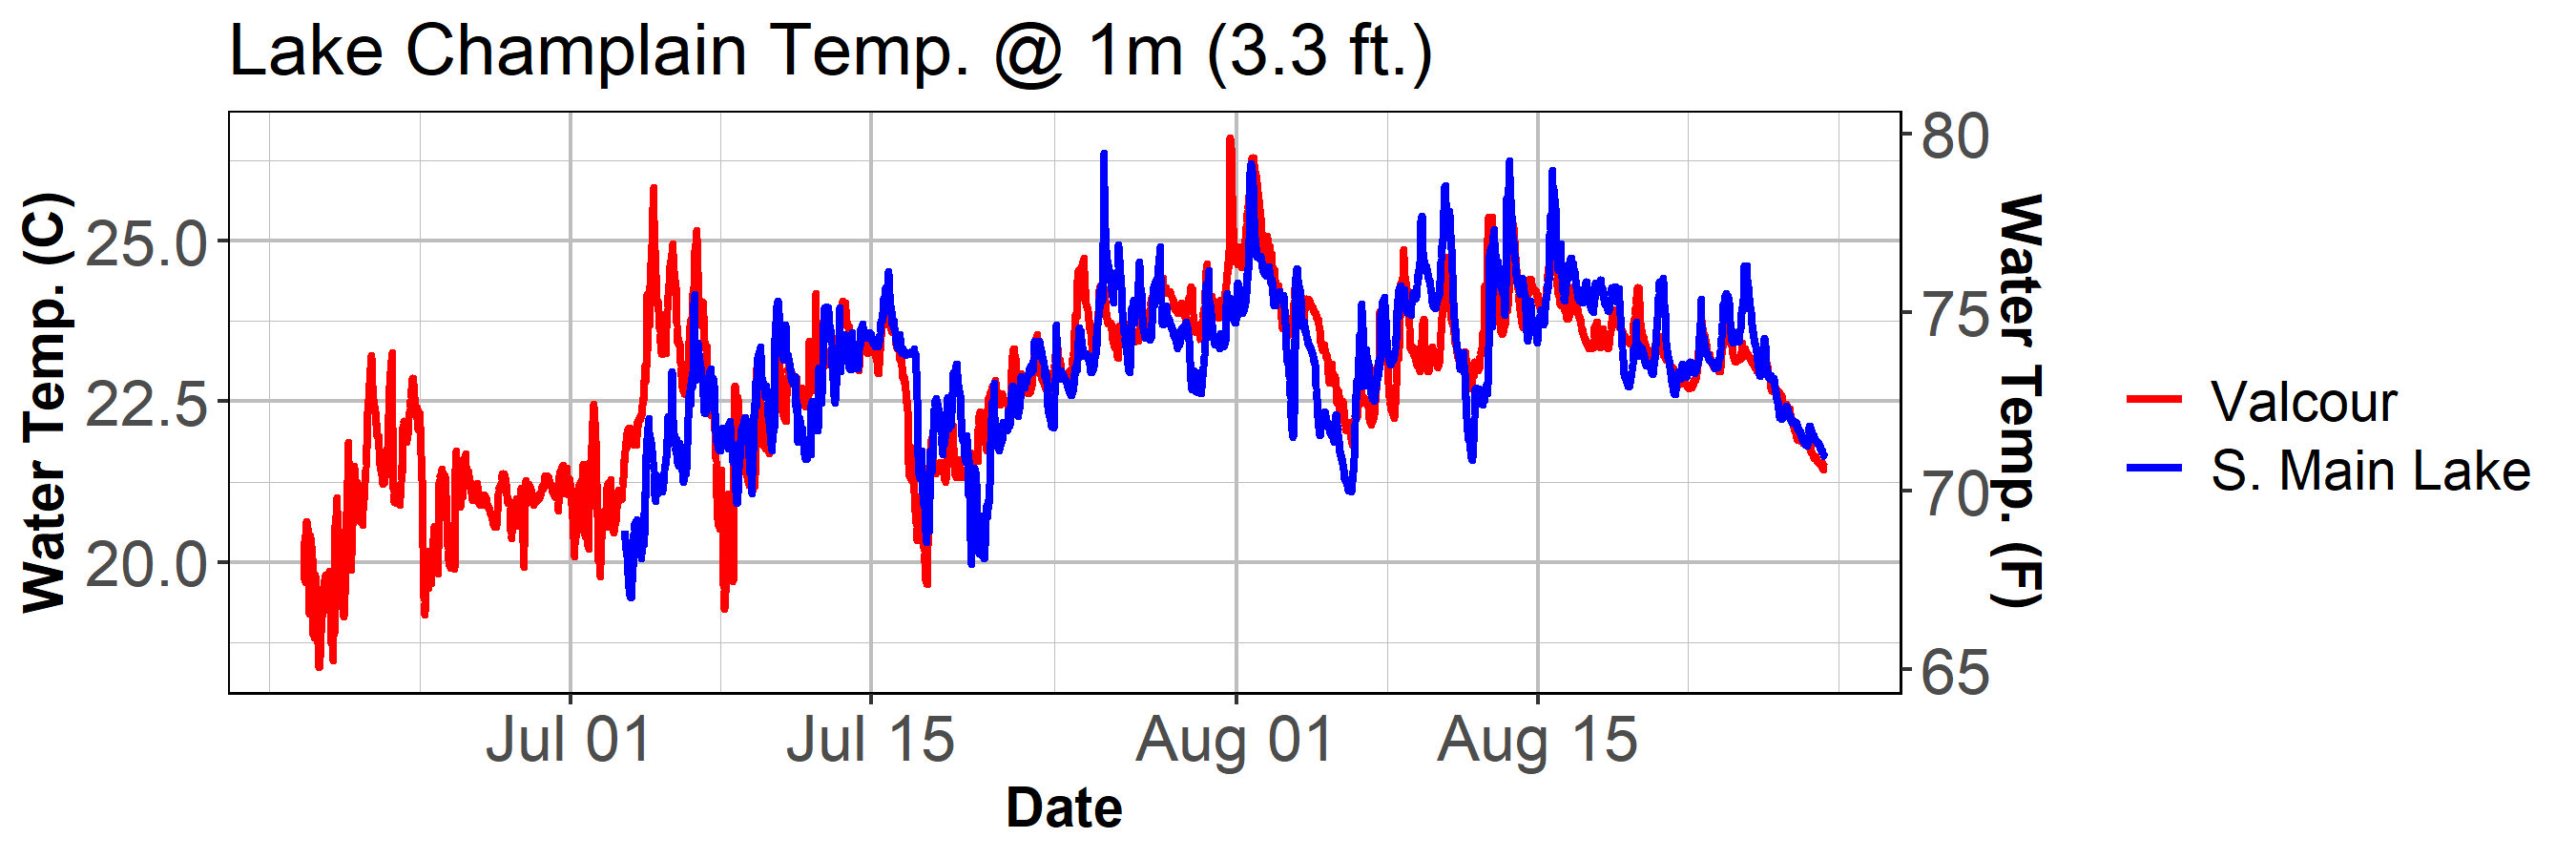 Lake Champlain Temp. @ 1m (3.3 ft.)
Water Temp. (C)
25.0
22.5
20.0
80
75
70
65
Water Temp. (F)
Jul 01 Jul 15 Aug 01 Aug 15
Date
Valcour
S. Main Lake